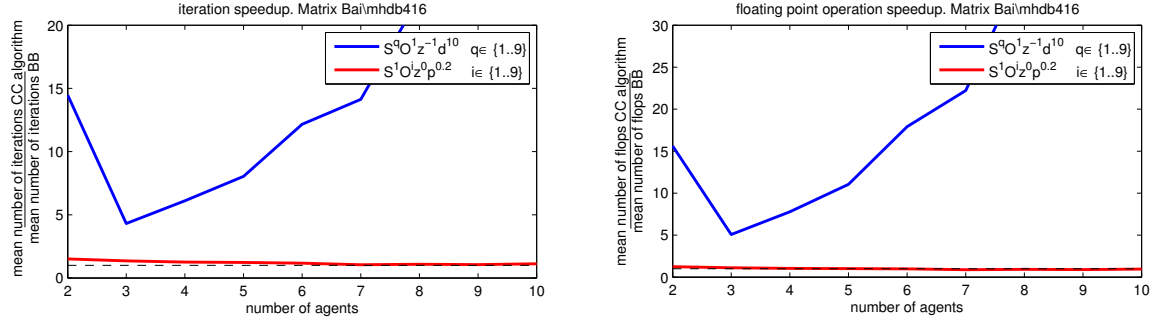 iteration speedup. Matrix Bai\mhdb416
mean number of iterations CC algorithm
mean number of iterations BB
20
15
10
5
0
2 3 4 5 6 7 8 9 10
number of agents
S^qO^1z^−1d^10 q∈ {1..9}
S^1O^iz^0p^0.2 i∈ {1..9}
floating point operation speedup. Matrix Bai\mhdb416
mean number of flops CC algorithm
mean number of flops BB
30
25
20
15
10
5
0
2 3 4 5 6 7 8 9 10
number of agents
S^qO^1z^−1d^10 q∈ {1..9}
S^1O^iz^0p^0.2 i∈ {1..9}